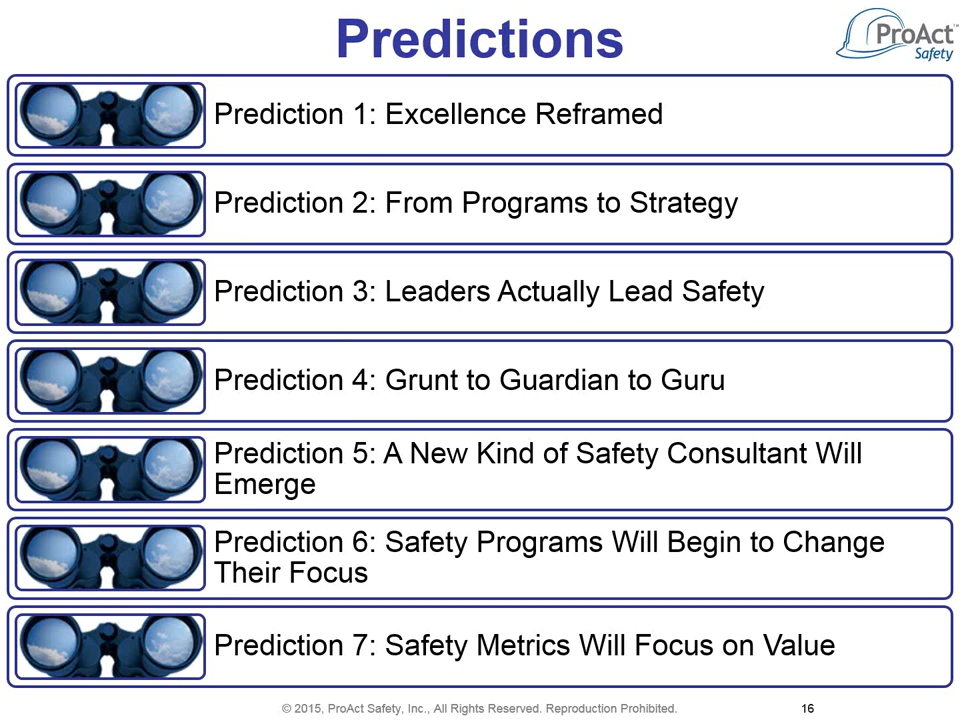 Predictions
ProAct™
Safety
Prediction 1: Excellence Reframed
Prediction 2: From Programs to Strategy
Prediction 3: Leaders Actually Lead Safety
Prediction 4: Grunt to Guardian to Guru
Prediction 5: A New Kind of Safety Consultant Will
Emerge
Prediction 6: Safety Programs Will Begin to Change
Their Focus
Prediction 7: Safety Metrics Will Focus on Value
© 2015, ProAct Safety, Inc., All Rights Reserved. Reproduction Prohibited.
16